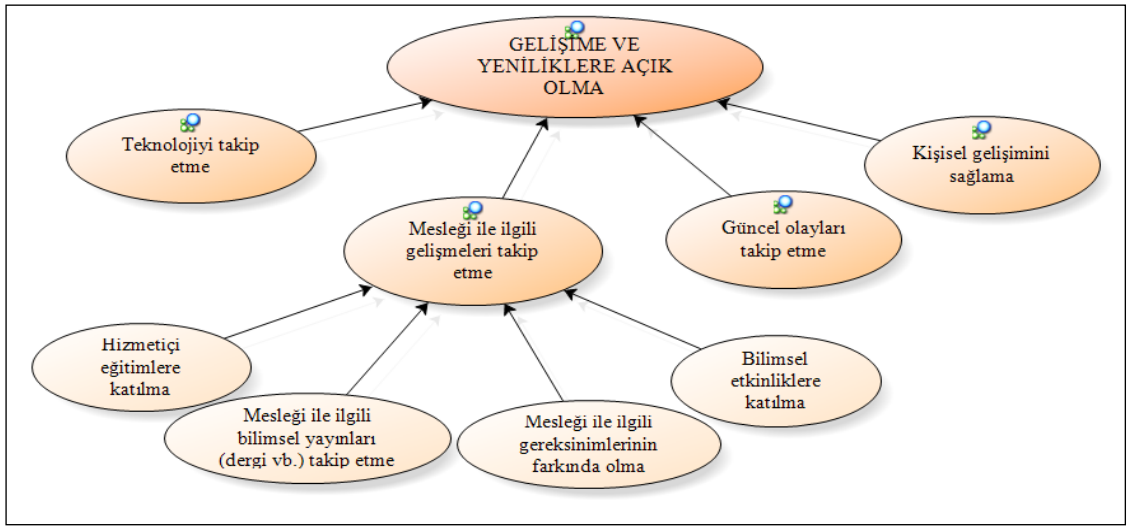 GELİŞİME VE
YENİLİKLERE AÇIK
OLMA
Teknolojiyi takip
etme
Kişisel gelişimini
sağlama
Mesleği ile ilgili
gelişmeleri takip
etme
Güncel olayları
takip etme
Hizmetiçi
eğitimlere
katılma
Mesleği ile ilgili
bilimsel yayınları
(dergi vb.) takip etme
Mesleği ile ilgili
gereksinimlerinin
farkında olma
Bilimsel
etkinliklere
katılma